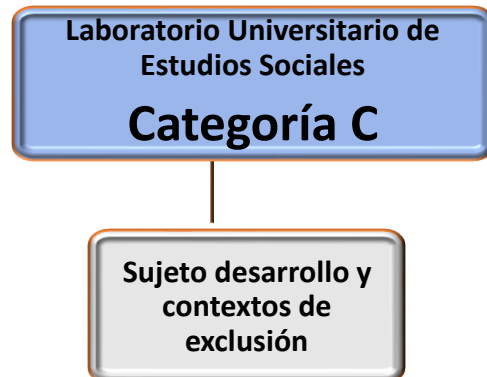 Laboratorio Universitario de
Estudios Sociales
Categoría C
Sujeto desarrollo y
contextos de
exclusión